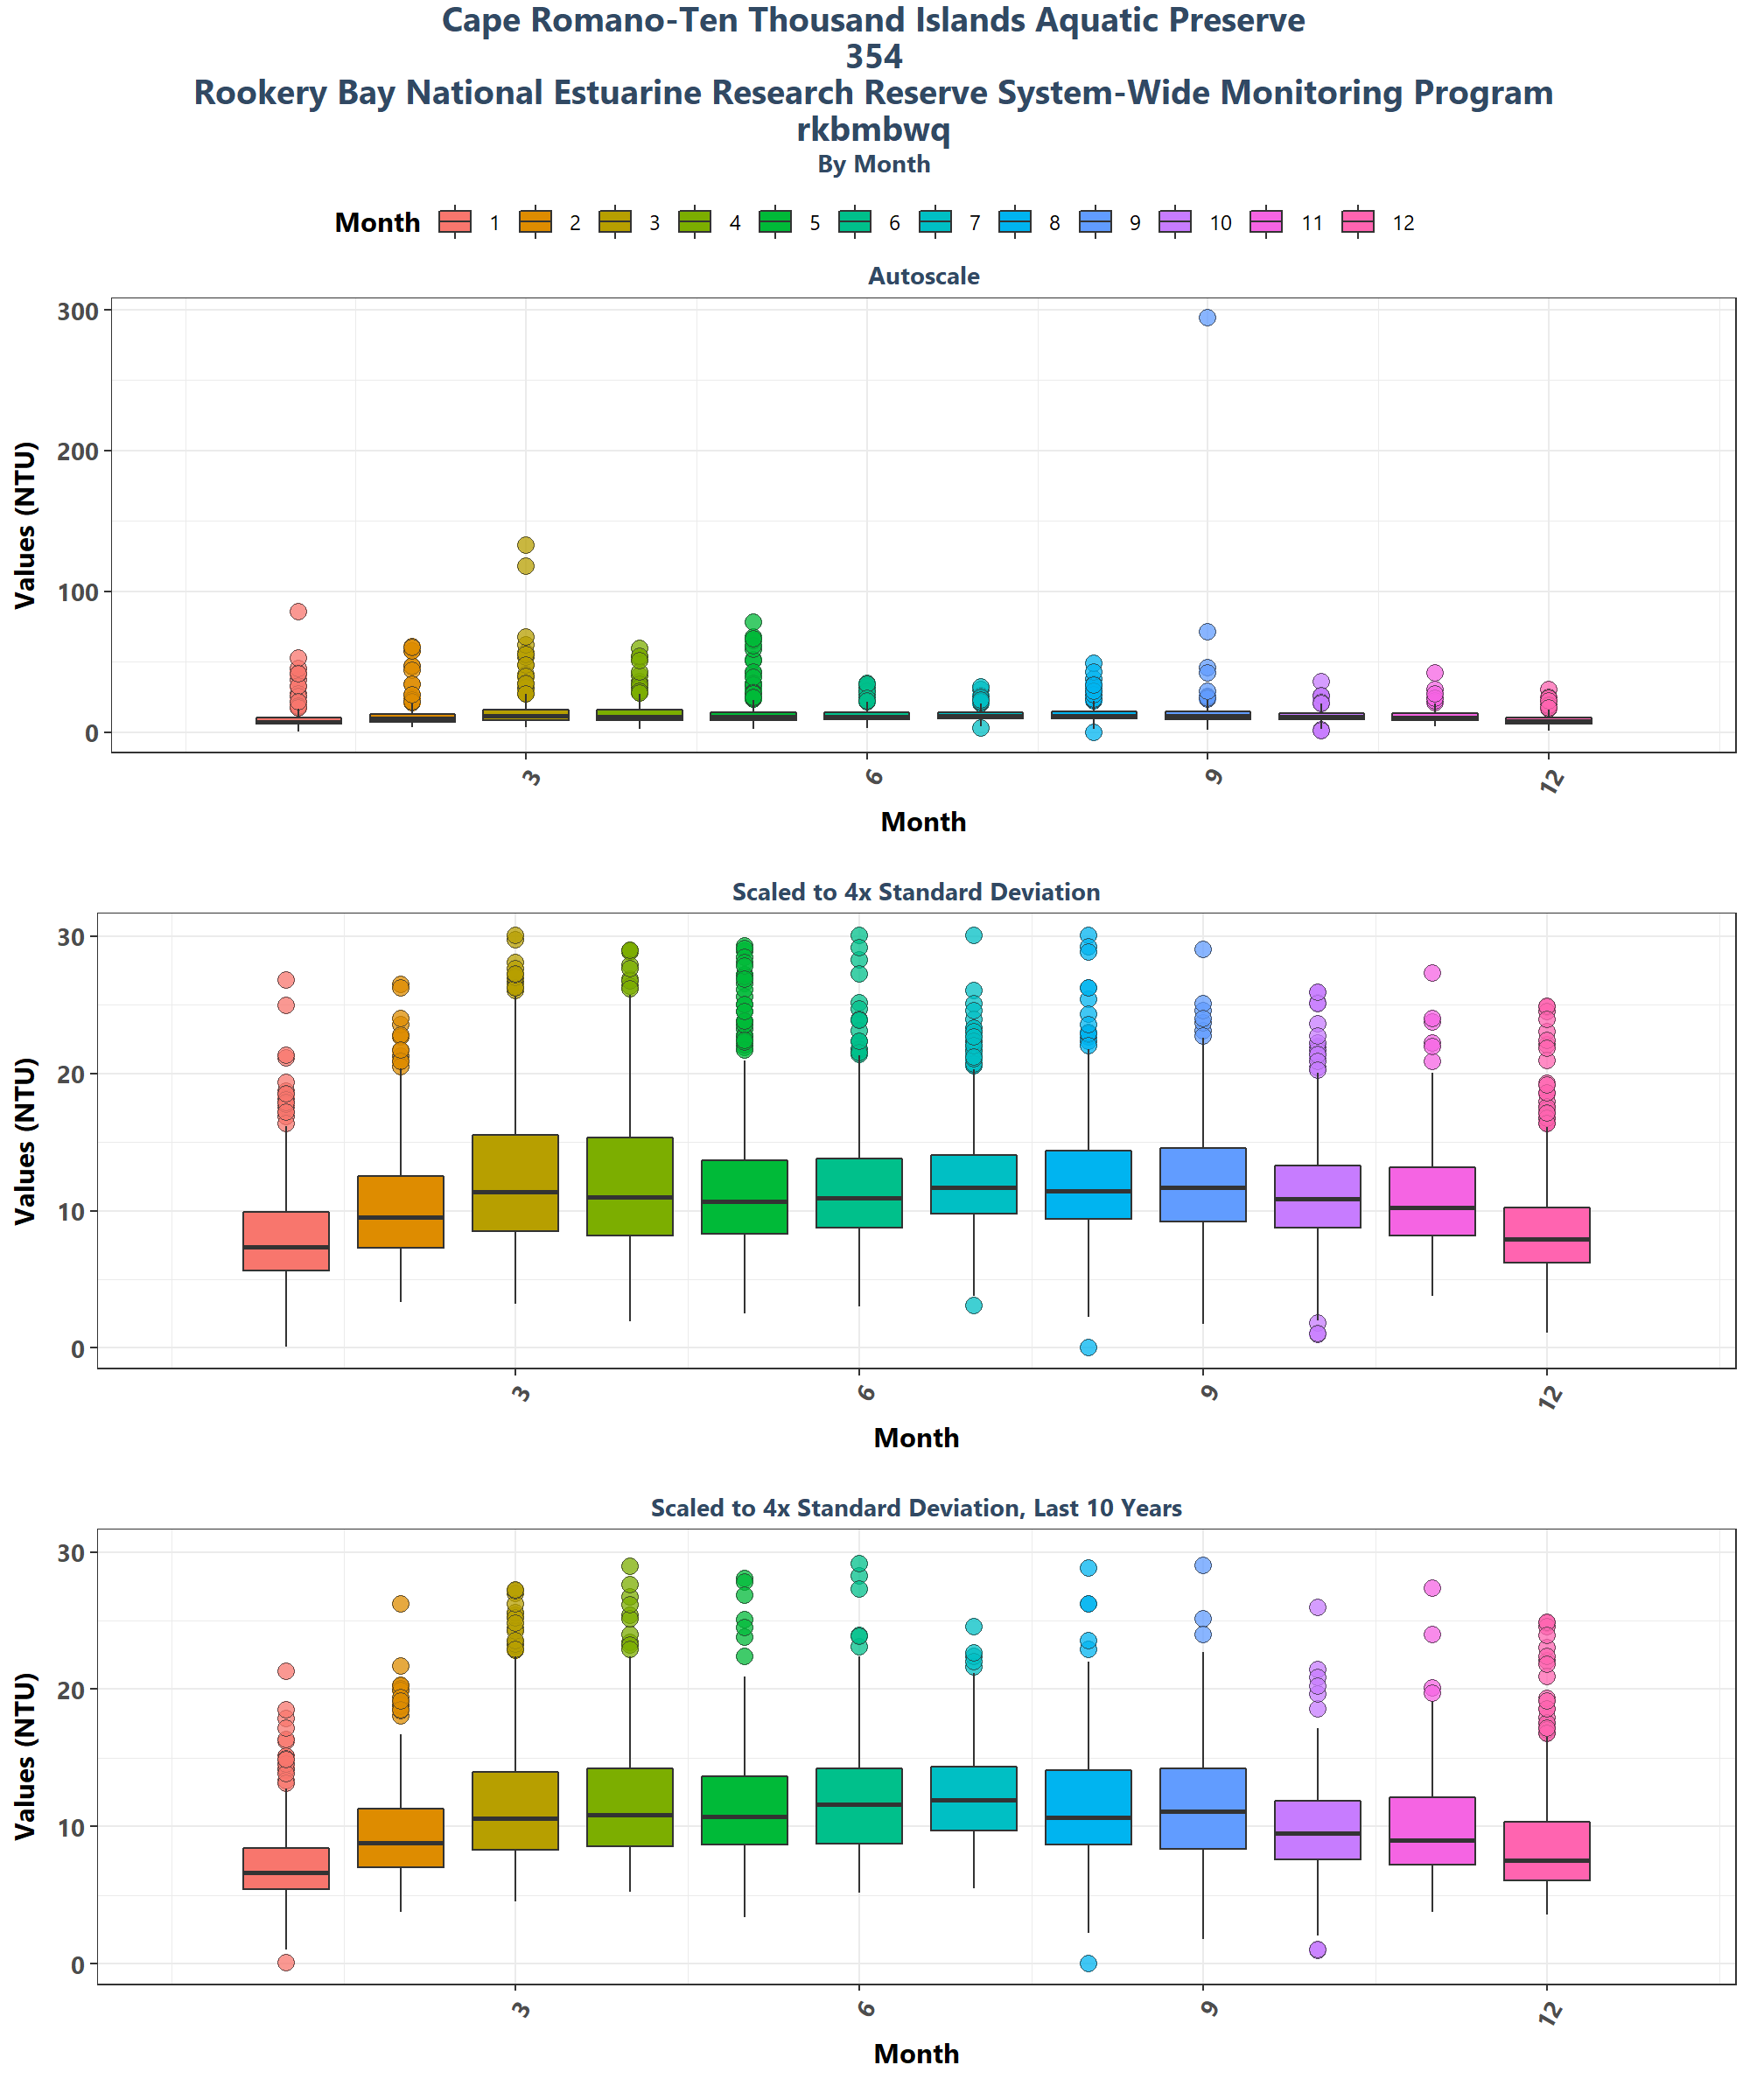 Cape Romano-Ten Thousand Islands Aquatic Preserve
354
Rookery Bay National Estuarine Research Reserve System-Wide Monitoring Program
rkbmbwq
By Month
Month 1 2 3 4 5 6 7 8 9 10 11 12
Autoscale
Values (NTU)
300
200
100
0
3 6 9 12
Month
Scaled to 4x Standard Deviation
Values (NTU)
30
20
10
0
3 6 9 12
Month
Scaled to 4x Standard Deviation, Last 10 Years
Values (NTU)
30
20
10
0
3 6 9 12
Month